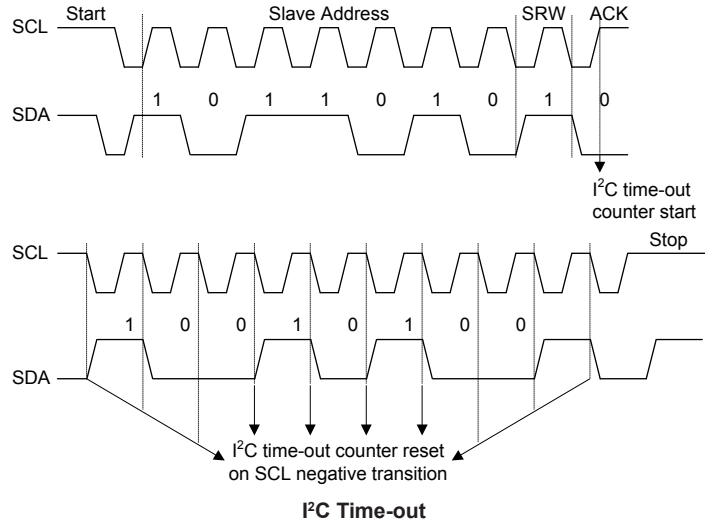 Start Slave Address SRW ACK
SCL
1 0 1 1 0 1 0 1 0
SDA
I²C time-out
counter start
Stop
SCL
1 0 0 1 0 1 0 0
SDA
I²C time-out counter reset
on SCL negative transition
I²C Time-out